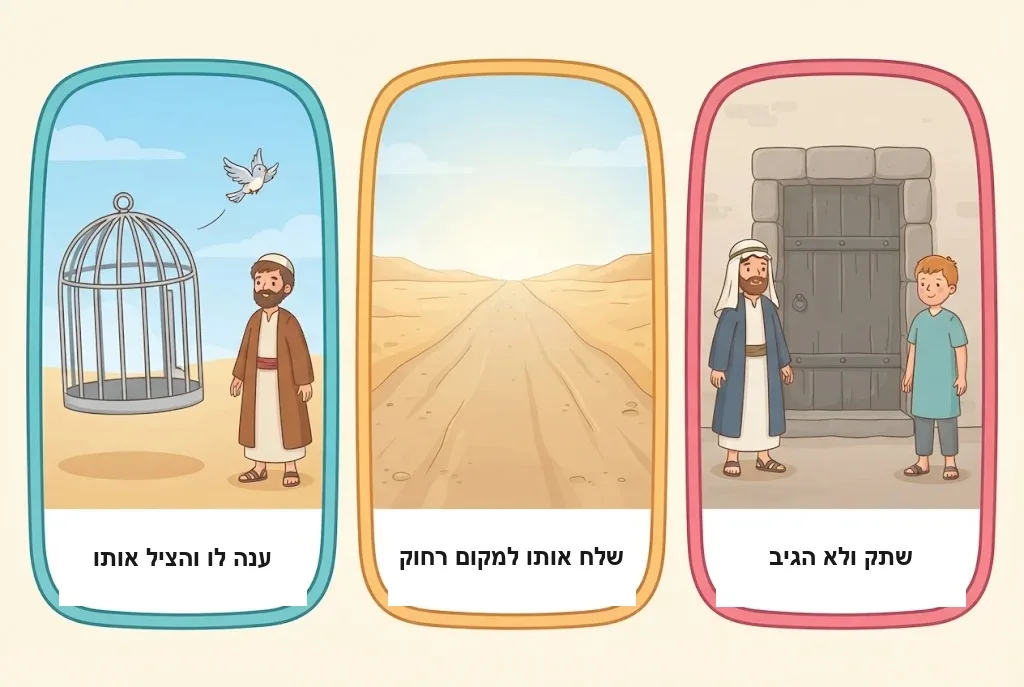 שתק ולא הגיב
שלח אותו למקום רחוק
ענה לו והציל אותו